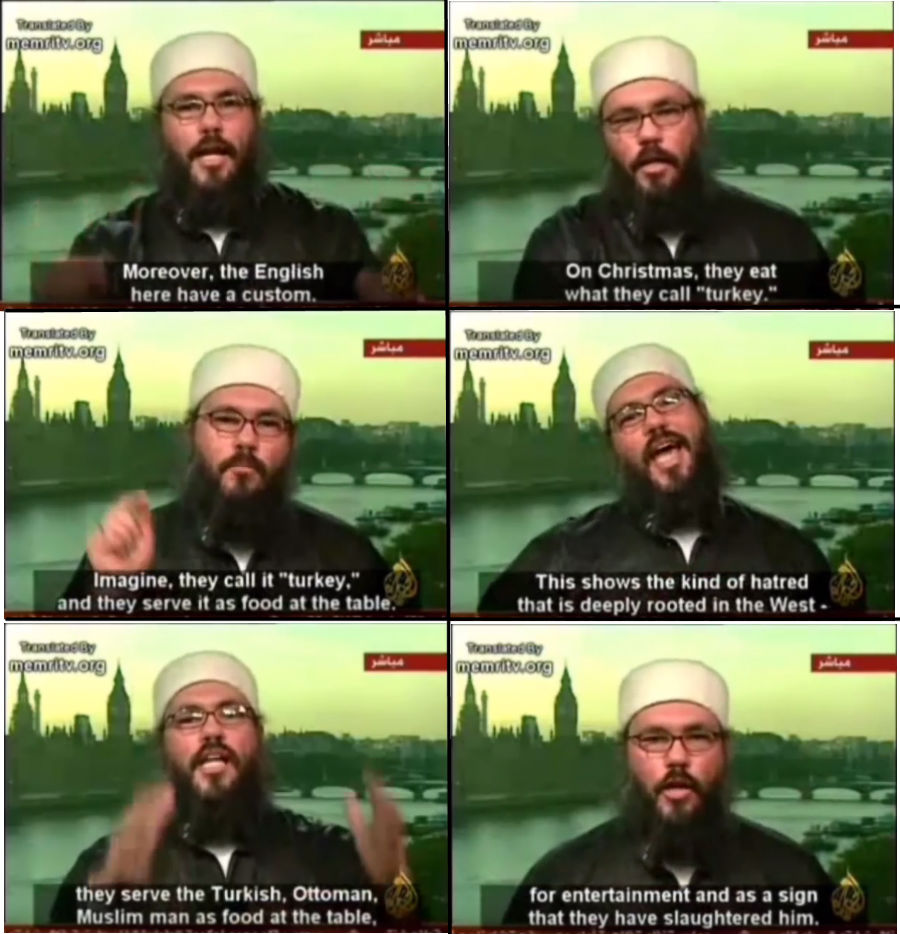 Translated By
memritv.org
مباشر
Moreover, the English
here have a custom.
Translated By
memritv.org
مباشر
On Christmas, they eat
what they call "turkey."
Translated By
memritv.org
مباشر
Imagine, they call it "turkey,"
and they serve it as food at the table.
Translated By
memritv.org
مباشر
This shows the kind of hatred
that is deeply rooted in the West -
Translated By
memritv.org
مباشر
they serve the Turkish, Ottoman,
Muslim man as food at the table,
Translated By
memritv.org
مباشر
for entertainment and as a sign
that they have slaughtered him.